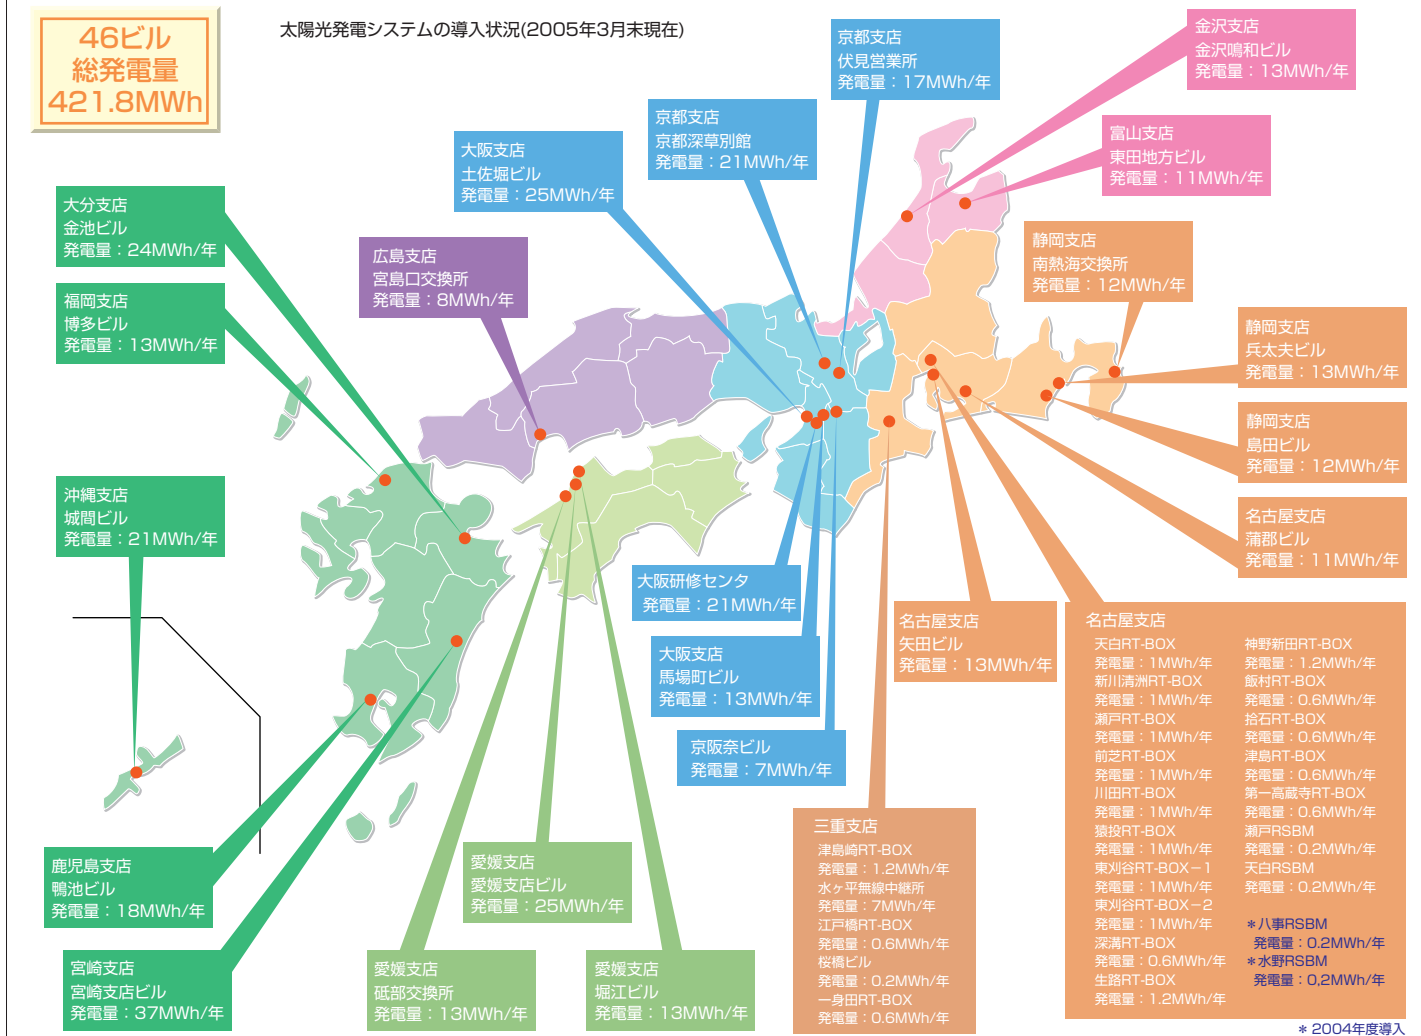 46ビル
総発電量
421.8MWh
太陽光発電システムの導入状況(2005年3月末現在)
京都支店
伏見営業所
発電量：17MWh/年
金沢支店
金沢鳴和ビル
発電量：13MWh/年
京都支店
京都深草別館
発電量：21MWh/年
富山支店
東田地方ビル
発電量：11MWh/年
大阪支店
土佐堀ビル
発電量：25MWh/年
大分支店
金池ビル
発電量：24MWh/年
広島支店
宮島口交換所
発電量：8MWh/年
静岡支店
南熱海交換所
発電量：12MWh/年
福岡支店
博多ビル
発電量：13MWh/年
静岡支店
兵太夫ビル
発電量：13MWh/年
静岡支店
島田ビル
発電量：12MWh/年
沖縄支店
城間ビル
発電量：21MWh/年
名古屋支店
蒲郡ビル
発電量：11MWh/年
大阪研修センタ
発電量：21MWh/年
名古屋支店
矢田ビル
発電量：13MWh/年
大阪支店
馬場町ビル
発電量：13MWh/年
京阪奈ビル
発電量：7MWh/年
名古屋支店
天白RT-BOX
発電量：1MWh/年
新川清洲RT-BOX
発電量：1MWh/年
瀬戸RT-BOX
発電量：1MWh/年
前芝RT-BOX
発電量：1MWh/年
川田RT-BOX
発電量：1MWh/年
猿投RT-BOX
発電量：1MWh/年
東刈谷RT-BOX－1
発電量：1MWh/年
東刈谷RT-BOX－2
発電量：1MWh/年
深溝RT-BOX
発電量：0.6MWh/年
生路RT-BOX
発電量：1.2MWh/年
神野新田RT-BOX
発電量：1.2MWh/年
飯村RT-BOX
発電量：0.6MWh/年
拾石RT-BOX
発電量：0.6MWh/年
津島RT-BOX
発電量：0.6MWh/年
第一高蔵寺RT-BOX
発電量：0.6MWh/年
瀬戸RSBM
発電量：0.2MWh/年
天白RSBM
発電量：0.2MWh/年
＊八事RSBM
発電量：0.2MWh/年
＊水野RSBM
発電量：0,2MWh/年
三重支店
津島崎RT-BOX
発電量：1.2MWh/年
水ヶ平無線中継所
発電量：7MWh/年
江戸橋RT-BOX
発電量：0.6MWh/年
桜橋ビル
発電量：0.2MWh/年
一身田RT-BOX
発電量：0.6MWh/年
鹿児島支店
鴨池ビル
発電量：18MWh/年
愛媛支店
愛媛支店ビル
発電量：25MWh/年
宮崎支店
宮崎支店ビル
発電量：37MWh/年
愛媛支店
砥部交換所
発電量：13MWh/年
愛媛支店
堀江ビル
発電量：13MWh/年
＊ 2004年度導入